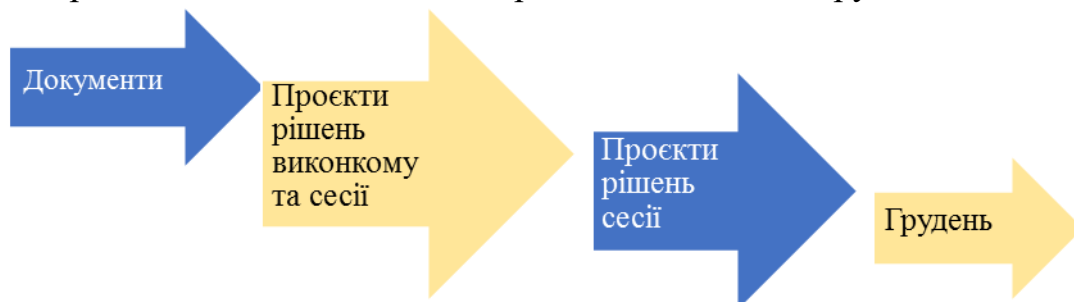 Документи
Проєкти
рішень
виконкому
та сесії
Проєкти
рішень
сесії
Грудень